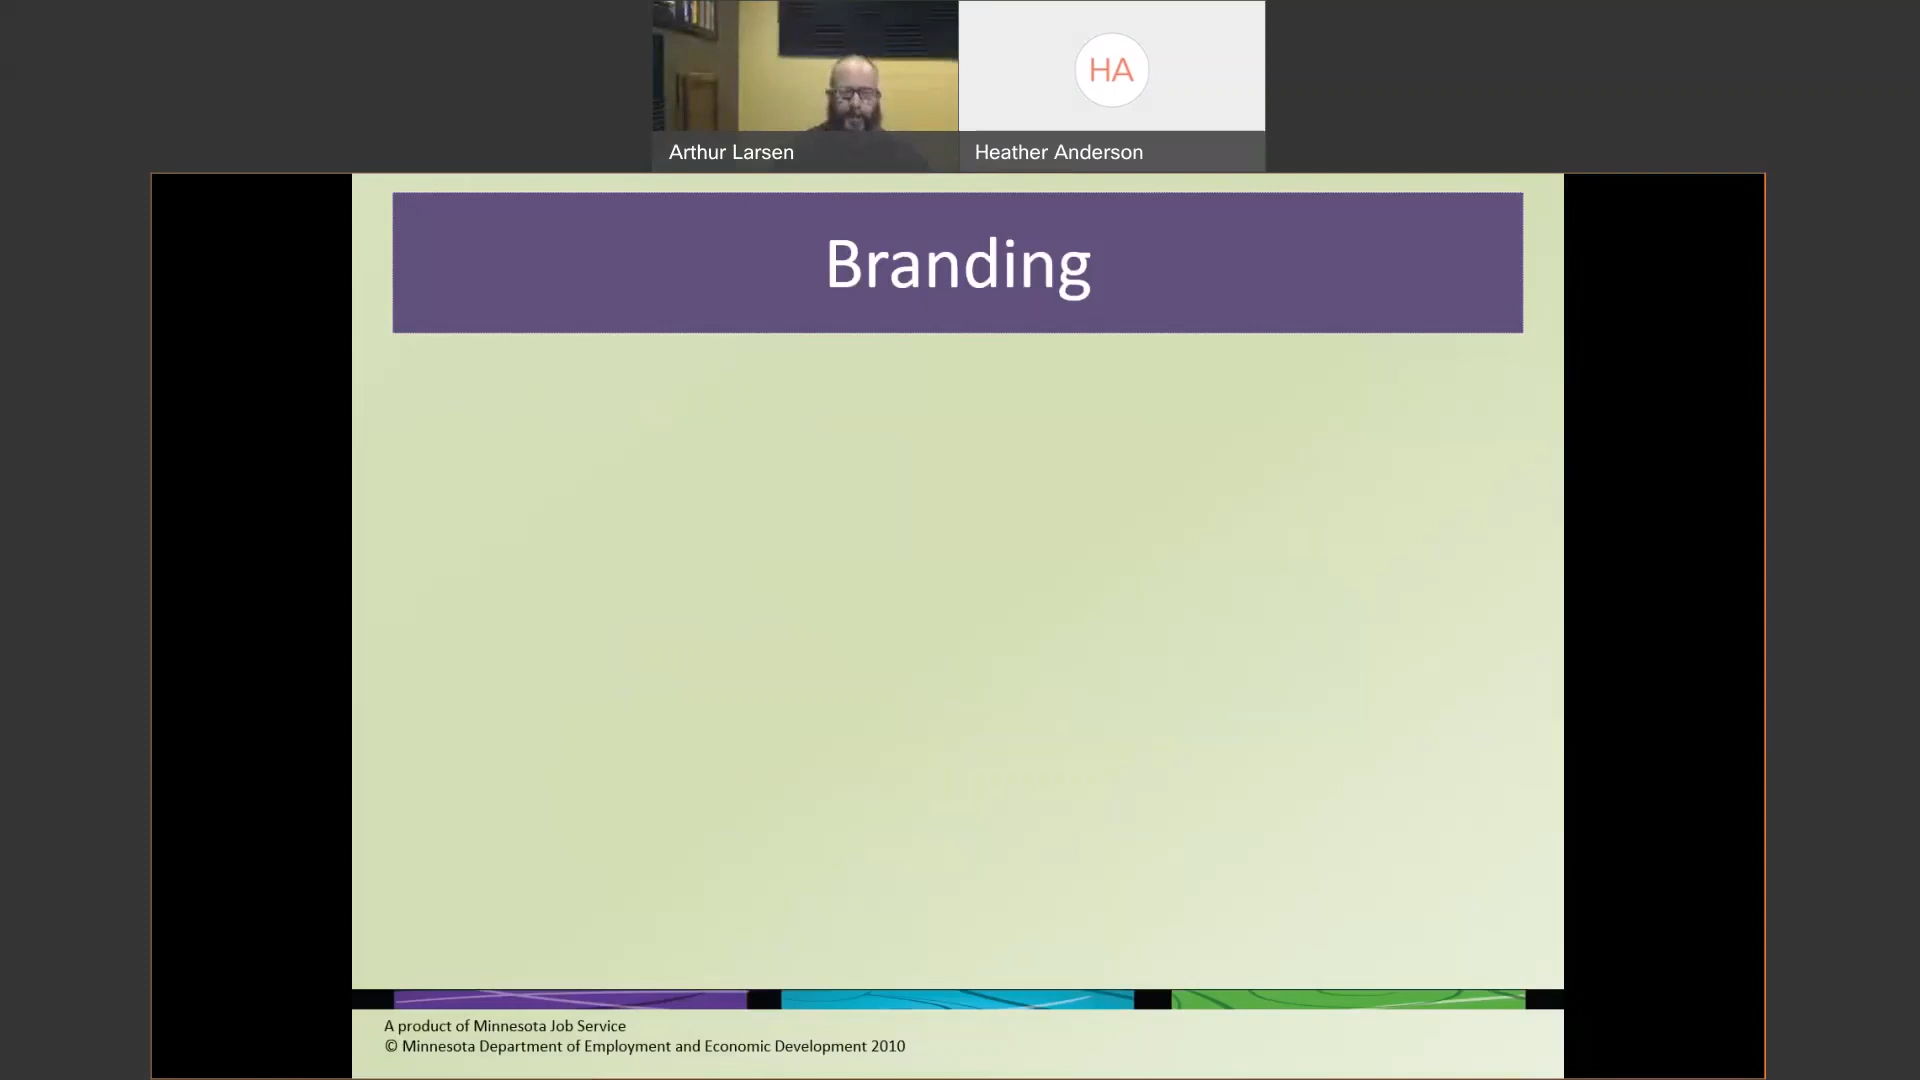 HA
Arthur Larsen
Heather Anderson
Branding
A product of Minnesota Job Service
© Minnesota Department of Employment and Economic Development 2010